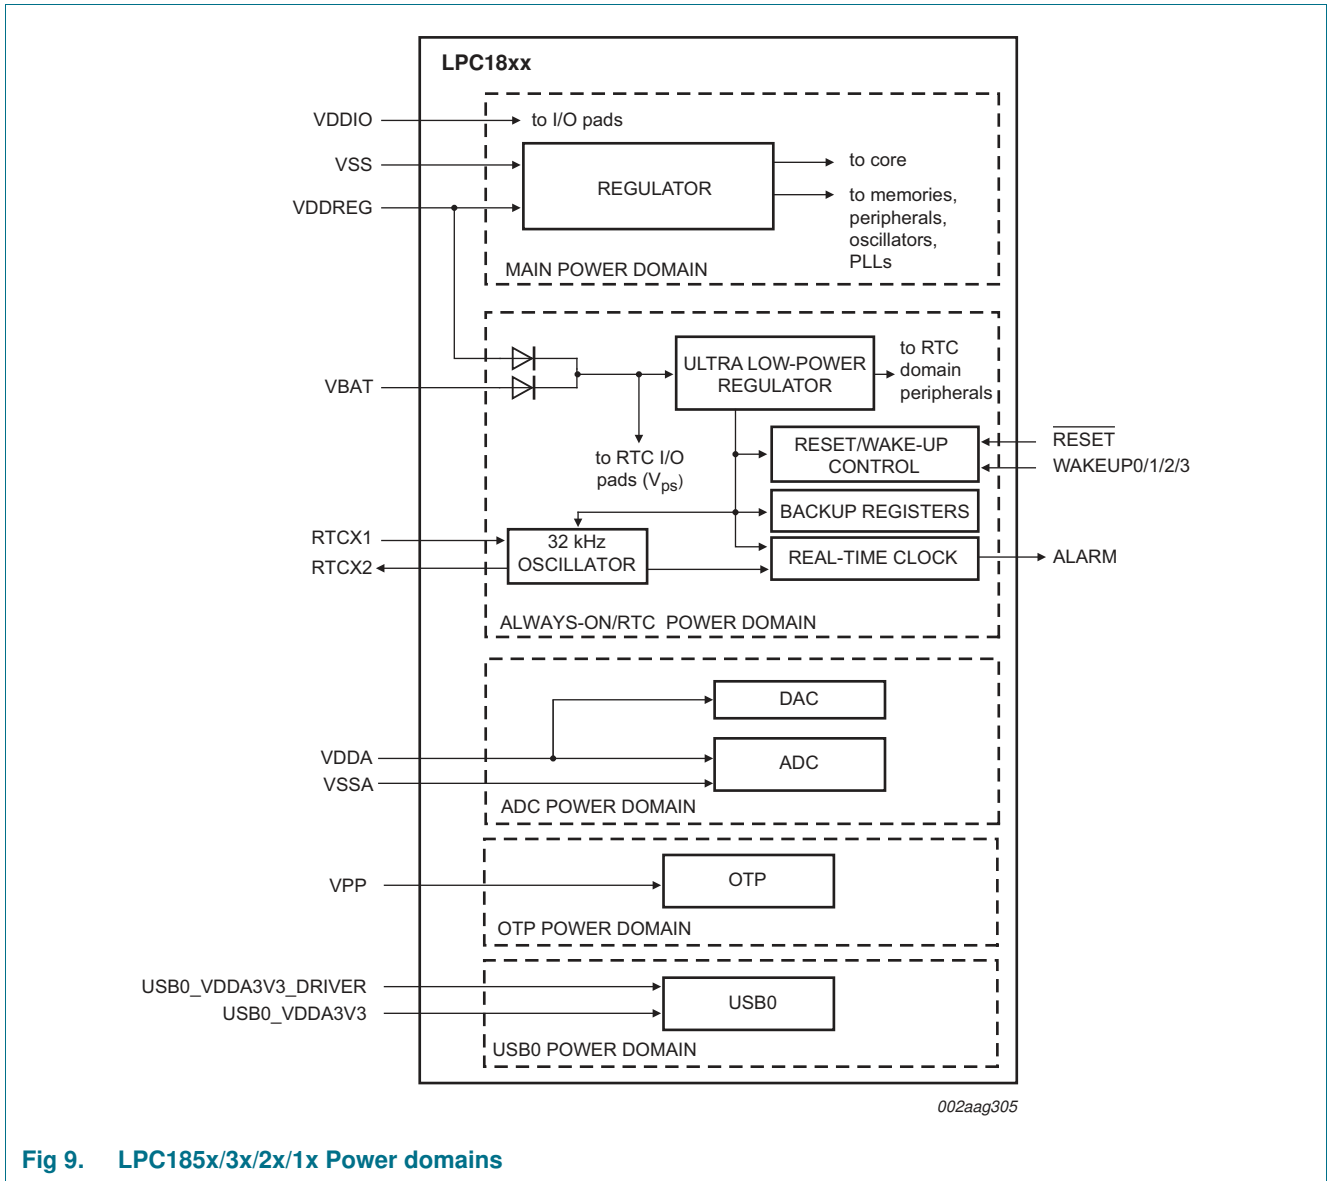 LPC18xx
VDDIO
to I/O pads
VSS
REGULATOR
to core
VDDREG
to memories,
peripherals,
oscillators,
PLLs
MAIN POWER DOMAIN
VBAT
ULTRA LOW-POWER
REGULATOR
to RTC
domain
peripherals
to RTC I/O
pads (Vps)
RESET/WAKE-UP
CONTROL
RESET
WAKEUP0/1/2/3
BACKUP REGISTERS
RTCX1
RTCX2
32 kHz
OSCILLATOR
REAL-TIME CLOCK
ALARM
ALWAYS-ON/RTC POWER DOMAIN
DAC
VDDA
ADC
VSSA
ADC POWER DOMAIN
VPP
OTP
OTP POWER DOMAIN
USB0_VDDA3V3_DRIVER
USB0_VDDA3V3
USB0
USB0 POWER DOMAIN
002aag305
Fig 9. LPC185x/3x/2x/1x Power domains